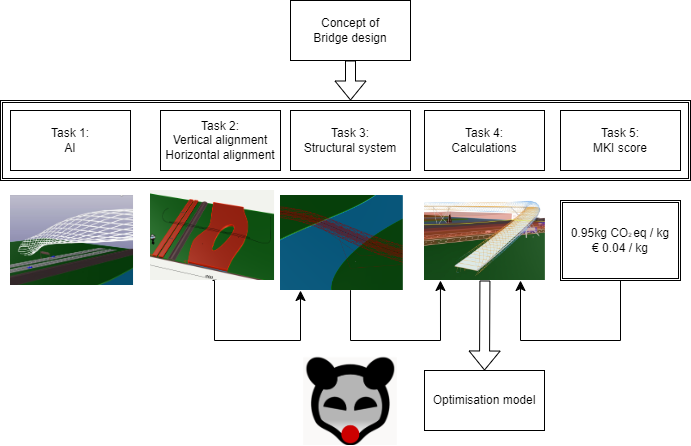 Concept of
Bridge design
Task 1:
AI
Task 2:
Vertical alignment
Horizontal alignment
Task 3:
Structural system
Task 4:
Calculations
Task 5:
MKI score
0.95kg CO₂ eq / kg
€ 0.04 / kg
Optimisation model